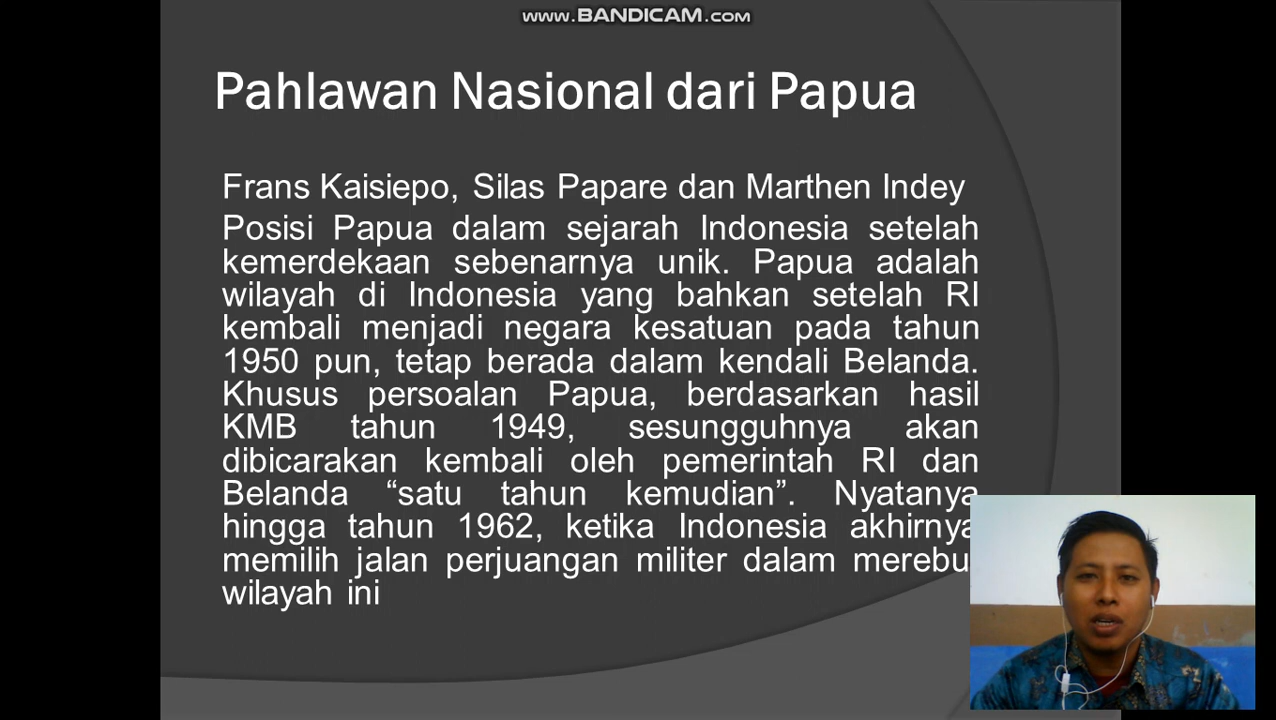 www.BANDICAM.com
Pahlawan Nasional dari Papua
Frans Kaisiepo, Silas Papare dan Marthen Indey
Posisi Papua dalam sejarah Indonesia setelah
kemerdekaan sebenarnya unik. Papua adalah
wilayah di Indonesia yang bahkan setelah RI
kembali menjadi negara kesatuan pada tahun
1950 pun, tetap berada dalam kendali Belanda.
Khusus persoalan Papua, berdasarkan hasil
KMB tahun 1949, sesungguhnya akan
dibicarakan kembali oleh pemerintah RI dan
Belanda “satu tahun kemudian”. Nyatanya
hingga tahun 1962, ketika Indonesia akhirnya
memilih jalan perjuangan militer dalam merebu
wilayah ini